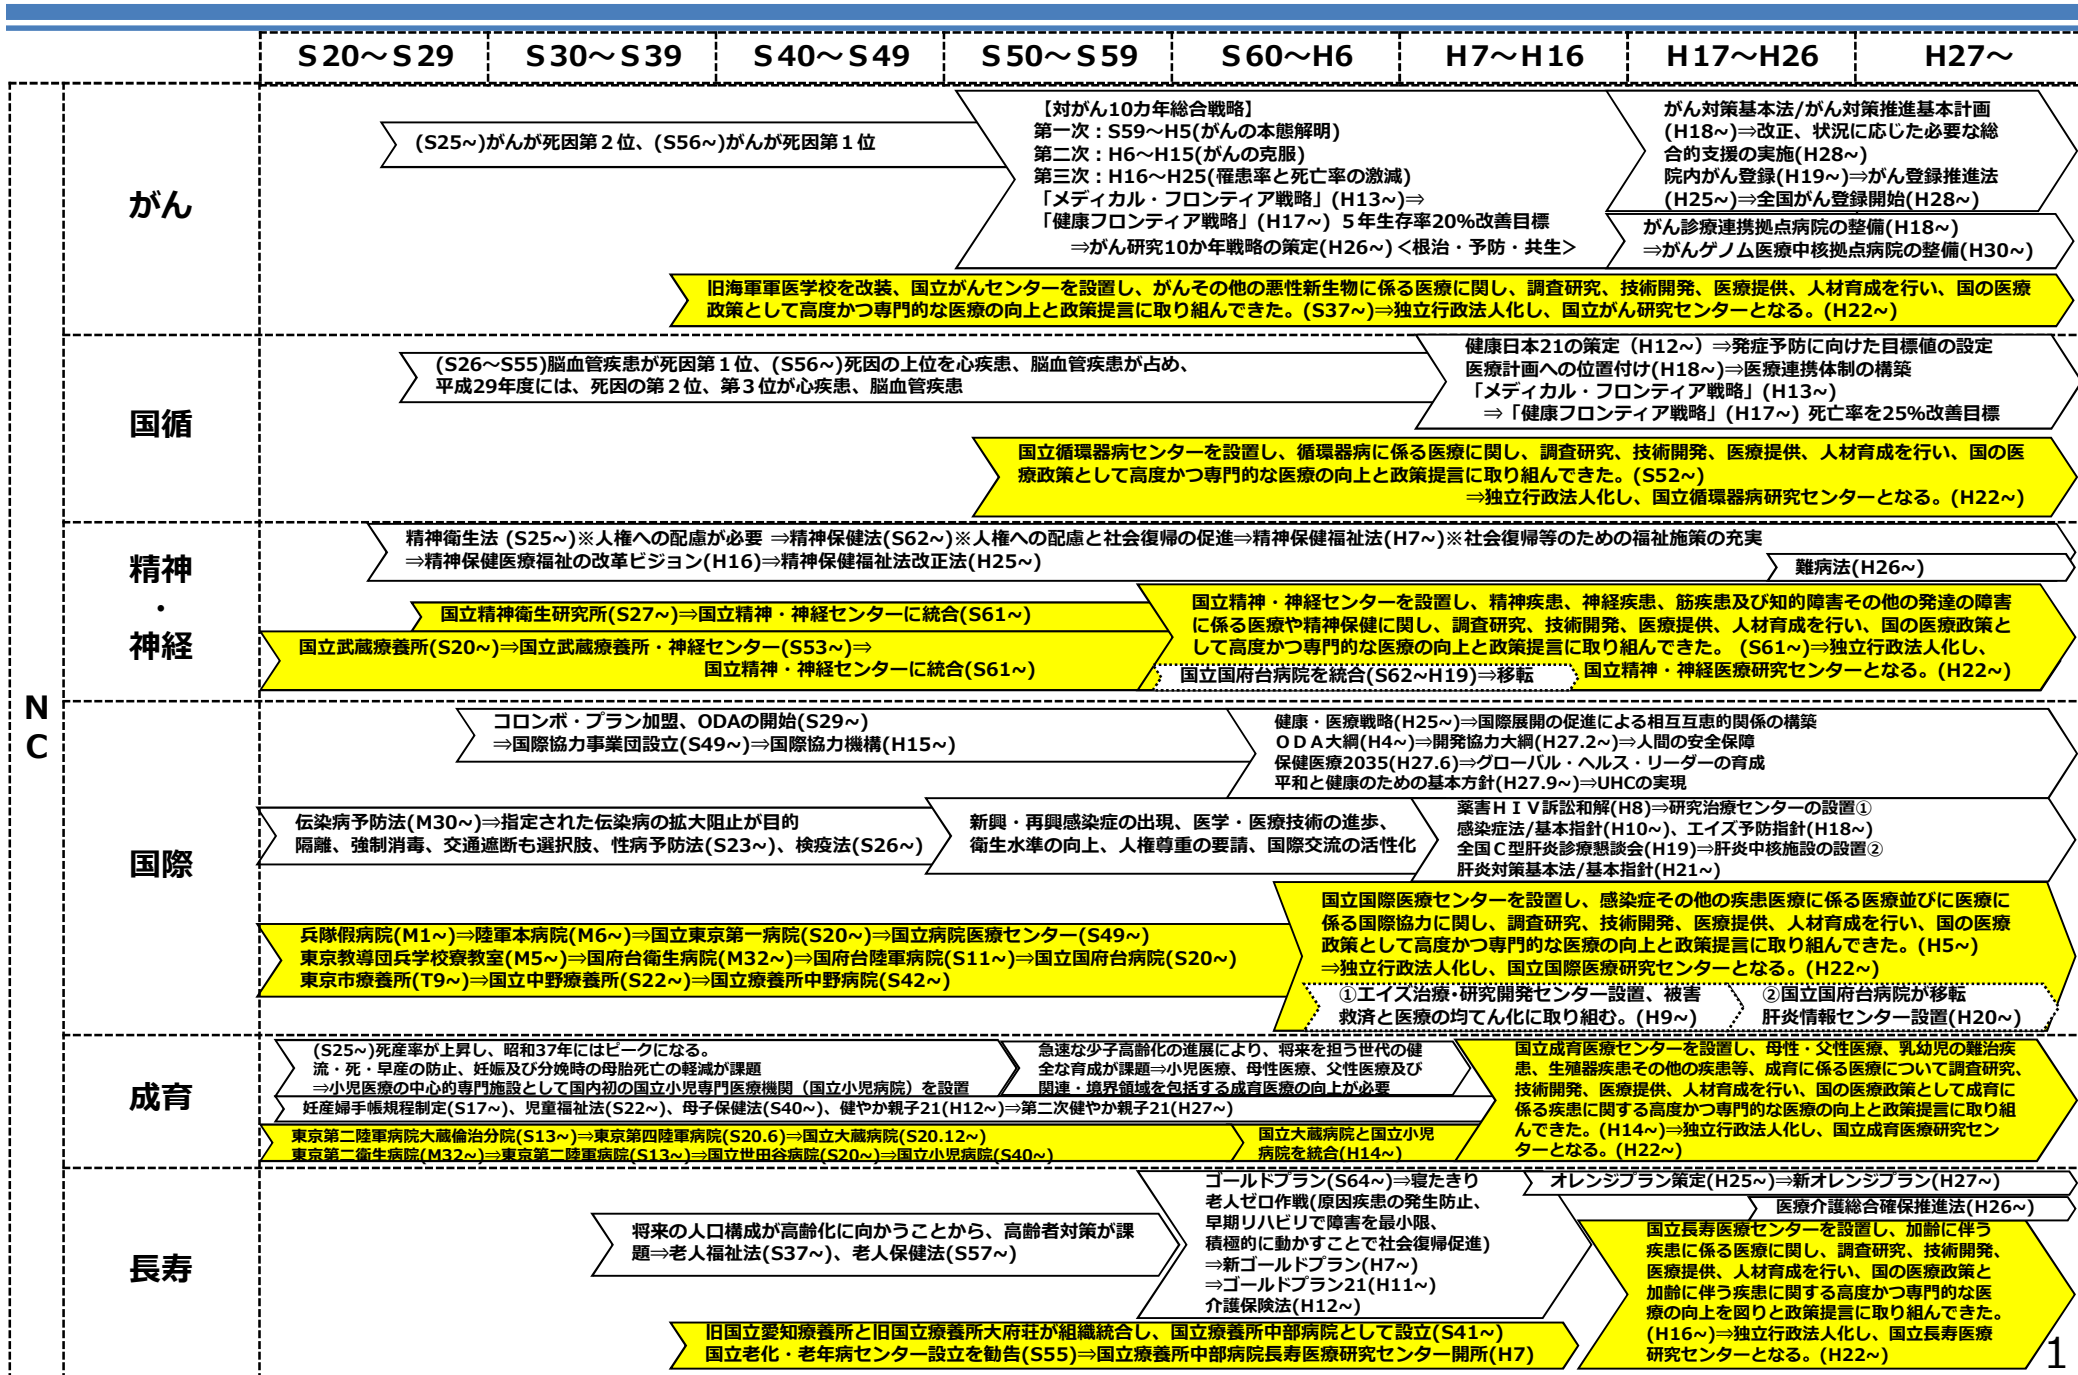 S20～S29
S30～S39
S40～S49
S50～S59
S60～H6
H7～H16
H17～H26
H27～
NC
がん
(S25~)がんが死因第２位、(S56~)がんが死因第１位
【対がん10カ年総合戦略】
第一次：S59～H5(がんの本態解明)
第二次：H6～H15(がんの克服)
第三次：H16～H25(罹患率と死亡率の激減)
「メディカル・フロンティア戦略」(H13~)⇒
「健康フロンティア戦略」(H17~) ５年生存率20%改善目標
⇒がん研究10か年戦略の策定(H26~)＜根治・予防・共生＞
がん対策基本法/がん対策推進基本計画
(H18~)⇒改正、状況に応じた必要な総
合的支援の実施(H28~)
院内がん登録(H19~)⇒がん登録推進法
(H25~)⇒全国がん登録開始(H28~)
がん診療連携拠点病院の整備(H18~)
⇒がんゲノム医療中核拠点病院の整備(H30~)
旧海軍軍医学校を改装、国立がんセンターを設置し、がんその他の悪性新生物に係る医療に関し、調査研究、技術開発、医療提供、人材育成を行い、国の医療
政策として高度かつ専門的な医療の向上と政策提言に取り組んできた。(S37~)⇒独立行政法人化し、国立がん研究センターとなる。(H22~)
国循
(S26～S55)脳血管疾患が死因第１位、(S56~)死因の上位を心疾患、脳血管疾患が占め、
平成29年度には、死因の第２位、第３位が心疾患、脳血管疾患
健康日本21の策定（H12~）⇒発症予防に向けた目標値の設定
医療計画への位置付け(H18~)⇒医療連携体制の構築
「メディカル・フロンティア戦略」(H13~)
⇒「健康フロンティア戦略」(H17~) 死亡率を25%改善目標
国立循環器病センターを設置し、循環器病に係る医療に関し、調査研究、技術開発、医療提供、人材育成を行い、国の医
療政策として高度かつ専門的な医療の向上と政策提言に取り組んできた。(S52~)
⇒独立行政法人化し、国立循環器病研究センターとなる。(H22~)
精神
・
神経
精神衛生法 (S25~)※人権への配慮が必要 ⇒精神保健法(S62~)※人権への配慮と社会復帰の促進⇒精神保健福祉法(H7~)※社会復帰等のための福祉施策の充実
⇒精神保健医療福祉の改革ビジョン(H16)⇒精神保健福祉法改正法(H25~)
難病法(H26~)
国立精神衛生研究所(S27~)⇒国立精神・神経センターに統合(S61~)
国立武蔵療養所(S20~)⇒国立武蔵療養所・神経センター(S53~)⇒
国立精神・神経センターに統合(S61~)
国立精神・神経センターを設置し、精神疾患、神経疾患、筋疾患及び知的障害その他の発達の障害
に係る医療や精神保健に関し、調査研究、技術開発、医療提供、人材育成を行い、国の医療政策と
して高度かつ専門的な医療の向上と政策提言に取り組んできた。 (S61~)⇒独立行政法人化し、
国立精神・神経医療研究センターとなる。(H22~)
国立国府台病院を統合(S62~H19)⇒移転
国際
コロンボ・プラン加盟、ODAの開始(S29~)
⇒国際協力事業団設立(S49~)⇒国際協力機構(H15~)
健康・医療戦略(H25~)⇒国際展開の促進による相互互恵的関係の構築
ＯＤＡ大綱(H4~)⇒開発協力大綱(H27.2~)⇒人間の安全保障
保健医療2035(H27.6)⇒グローバル・ヘルス・リーダーの育成
平和と健康のための基本方針(H27.9~)⇒UHCの実現
伝染病予防法(M30~)⇒指定された伝染病の拡大阻止が目的
隔離、強制消毒、交通遮断も選択肢、性病予防法(S23~)、検疫法(S26~)
新興・再興感染症の出現、医学・医療技術の進歩、
衛生水準の向上、人権尊重の要請、国際交流の活性化
薬害ＨＩＶ訴訟和解(H8)⇒研究治療センターの設置①
感染症法/基本指針(H10~)、エイズ予防指針(H18~)
全国Ｃ型肝炎診療懇談会(H19)⇒肝炎中核施設の設置②
肝炎対策基本法/基本指針(H21~)
兵隊假病院(M1~)⇒陸軍本病院(M6~)⇒国立東京第一病院(S20~)⇒国立病院医療センター(S49~)
東京教導団兵学校寮教室(M5~)⇒国府台衛生病院(M32~)⇒国府台陸軍病院(S11~)⇒国立国府台病院(S20~)
東京市療養所(T9~)⇒国立中野療養所(S22~)⇒国立療養所中野病院(S42~)
国立国際医療センターを設置し、感染症その他の疾患医療に係る医療並びに医療に
係る国際協力に関し、調査研究、技術開発、医療提供、人材育成を行い、国の医療
政策として高度かつ専門的な医療の向上と政策提言に取り組んできた。(H5~)
⇒独立行政法人化し、国立国際医療研究センターとなる。(H22~)
①エイズ治療・研究開発センター設置、被害
救済と医療の均てん化に取り組む。(H9~)
②国立国府台病院が移転
肝炎情報センター設置(H20~)
成育
(S25~)死産率が上昇し、昭和37年にはピークになる。
流・死・早産の防止、妊娠及び分娩時の母胎死亡の軽減が課題
⇒小児医療の中心的専門施設として国内初の国立小児専門医療機関（国立小児病院）を設置
急速な少子高齢化の進展により、将来を担う世代の健
全な育成が課題⇒小児医療、母性医療、父性医療及び
関連・境界領域を包括する成育医療の向上が必要
妊産婦手帳規程制定(S17~)、児童福祉法(S22~)、母子保健法(S40~)、健やか親子21(H12~)⇒第二次健やか親子21(H27~)
東京第二陸軍病院大蔵倫治分院(S13~)⇒東京第四陸軍病院(S20.6)⇒国立大蔵病院(S20.12~)
東京第二衛生病院(M32~)⇒東京第二陸軍病院(S13~)⇒国立世田谷病院(S20~)⇒国立小児病院(S40~)
国立大蔵病院と国立小児
病院を統合(H14~)
国立成育医療センターを設置し、母性・父性医療、乳幼児の難治疾
患、生殖器疾患その他の疾患等、成育に係る医療について調査研究、
技術開発、医療提供、人材育成を行い、国の医療政策として成育に
係る疾患に関する高度かつ専門的な医療の向上と政策提言に取り組
んできた。(H14~)⇒独立行政法人化し、国立成育医療研究セン
ターとなる。(H22~)
長寿
将来の人口構成が高齢化に向かうことから、高齢者対策が課
題⇒老人福祉法(S37~)、老人保健法(S57~)
ゴールドプラン(S64~)⇒寝たきり
老人ゼロ作戦(原因疾患の発生防止、
早期リハビリで障害を最小限、
積極的に動かすことで社会復帰促進)
⇒新ゴールドプラン(H7~)
⇒ゴールドプラン21(H11~)
介護保険法(H12~)
オレンジプラン策定(H25~)⇒新オレンジプラン(H27~)
医療介護総合確保推進法(H26~)
国立長寿医療センターを設置し、加齢に伴う
疾患に係る医療に関し、調査研究、技術開発、
医療提供、人材育成を行い、国の医療政策と
加齢に伴う疾患に関する高度かつ専門的な医
療の向上を図りと政策提言に取り組んできた。
(H16~)⇒独立行政法人化し、国立長寿医療
研究センターとなる。(H22~)
旧国立愛知療養所と旧国立療養所大府荘が組織統合し、国立療養所中部病院として設立(S41~)
国立老化・老年病センター設立を勧告(S55)⇒国立療養所中部病院長寿医療研究センター開所(H7)
1